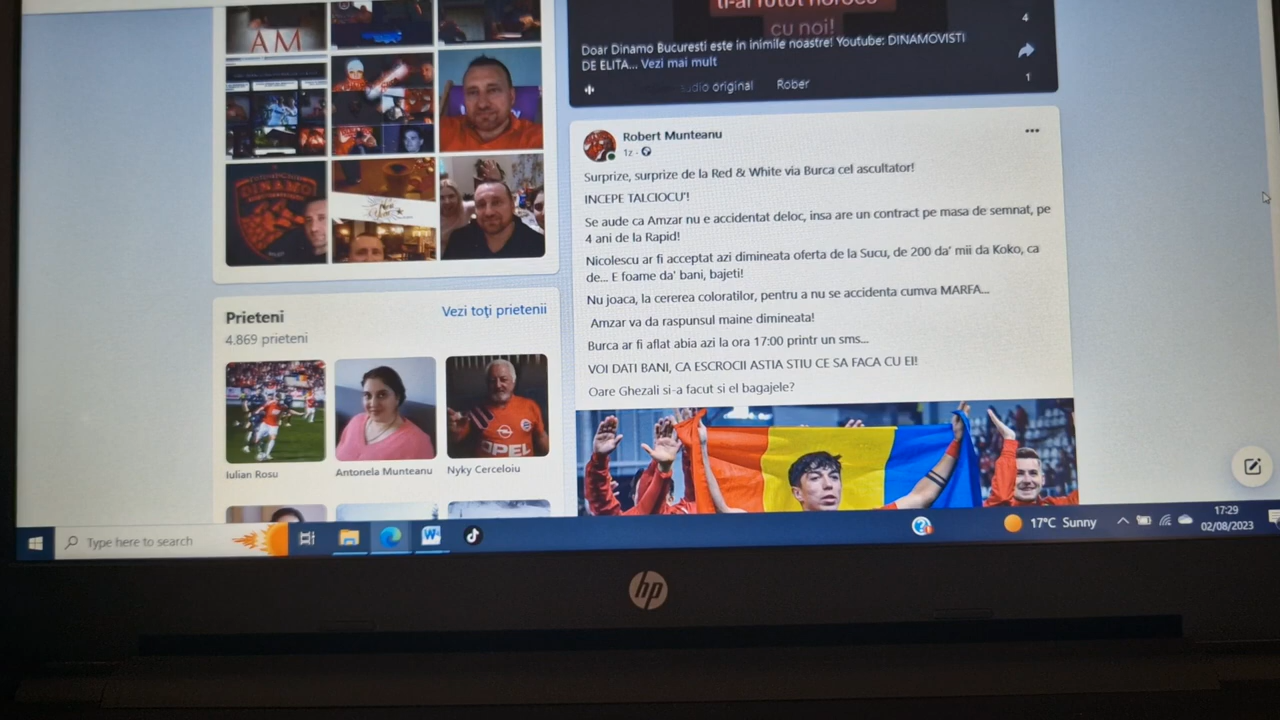 AM
DINAMO
cu noi!
Doar Dinamo Bucuresti este in inimile noastre! Youtube: DINAMOVISTI
DE ELITA... Vezi mai mult
4
1
original
Rober
Robert Munteanu
1z
Surprize, surprize de la Red & White via Burca cel ascultator!
INCEPE TALCIOCU'!
Se aude ca Amzar nu e accidentat deloc, insa are un contract pe masa de semnat, pe
4 ani de la Rapid!
Nicolescu ar fi acceptat azi dimineata oferta de la Sucu, de 200 da' mii da Koko, ca
de... E foame da' bani, bajeti!
Nu joaca, la cererea coloratilor, pentru a nu se accidenta cumva MARFA...
Amzar va da raspunsul maine dimineata!
Burca ar fi aflat abia azi la ora 17:00 printr un sms...
VOI DATI BANI, CA ESCROCII ASTIA STIU CE SA FACA CU EI!
Oare Ghezali si-a facut si el bagajele?
Prieteni
Vezi toţi prietenii
4.869 prieteni
OPEL
Iulian Rosu
Antonela Munteanu
Nyky Cerceloiu
Type here to search
W
17°C Sunny
17:29
02/08/2023
hp